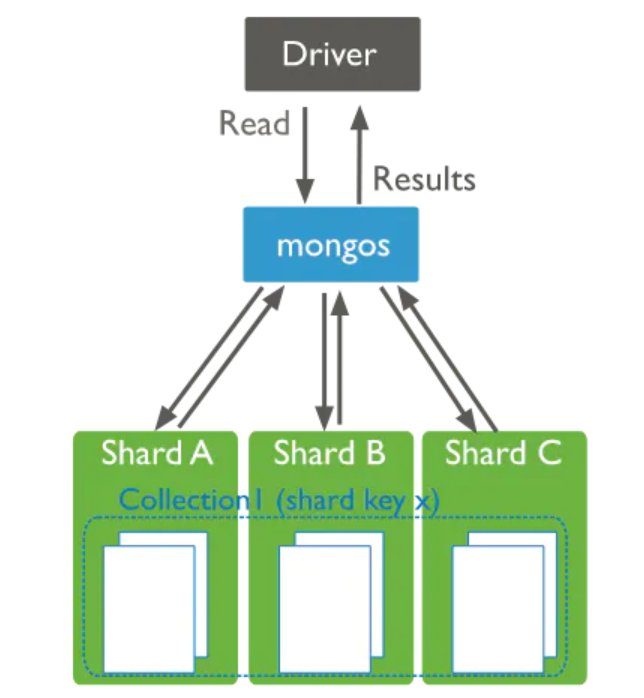 Driver
Read
Results
mongos
Shard A
Shard B
Shard C
Collection1 (shard key x)